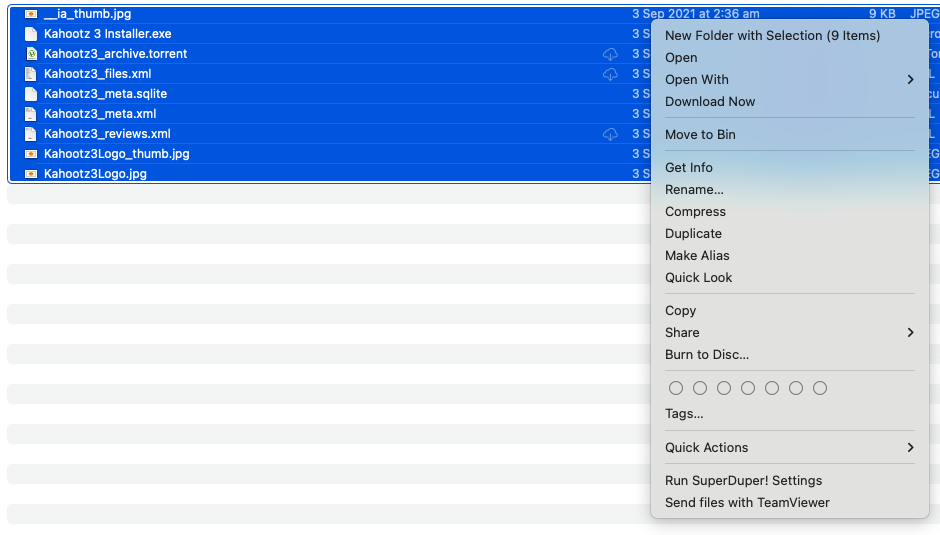 __ia_thumb.jpg 3 Sep 2021 at 2:36 am 9 KB JPEG
Kahootz 3 Installer.exe 3 S
Kahootz3_archive.torrent 3 S
Kahootz3_files.xml 3 S
Kahootz3_meta.sqlite 3 S
Kahootz3_meta.xml 3 S
Kahootz3_reviews.xml 3 S
Kahootz3Logo_thumb.jpg 3 S
Kahootz3Logo.jpg 3 S
New Folder with Selection (9 Items)
Open
Open With
Download Now
Move to Bin
Get Info
Rename...
Compress
Duplicate
Make Alias
Quick Look
Copy
Share
Burn to Disc...
Tags...
Quick Actions
Run SuperDuper! Settings
Send files with TeamViewer